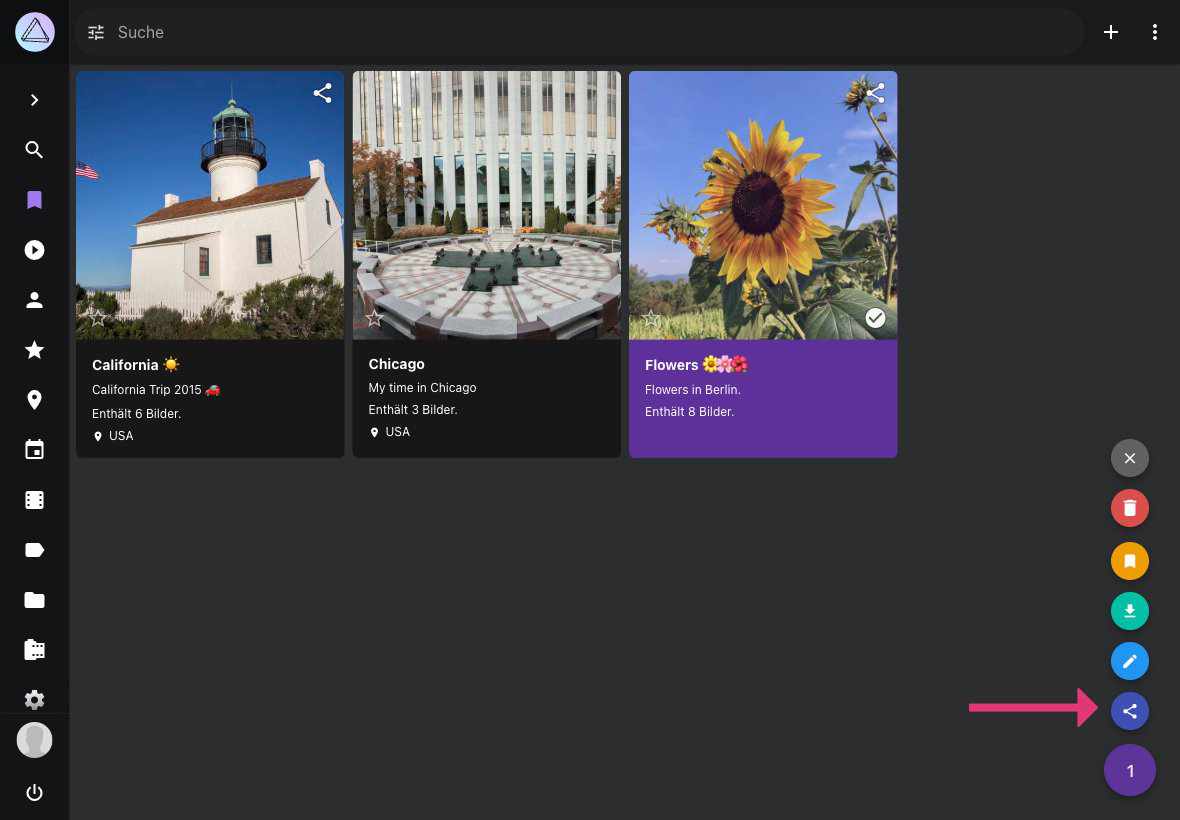 Suche
California ☀️
California Trip 2015 🚗
Enthält 6 Bilder.
USA
Chicago
My time in Chicago
Enthält 3 Bilder.
USA
Flowers 🌼🌸🌺
Flowers in Berlin.
Enthält 8 Bilder.
1